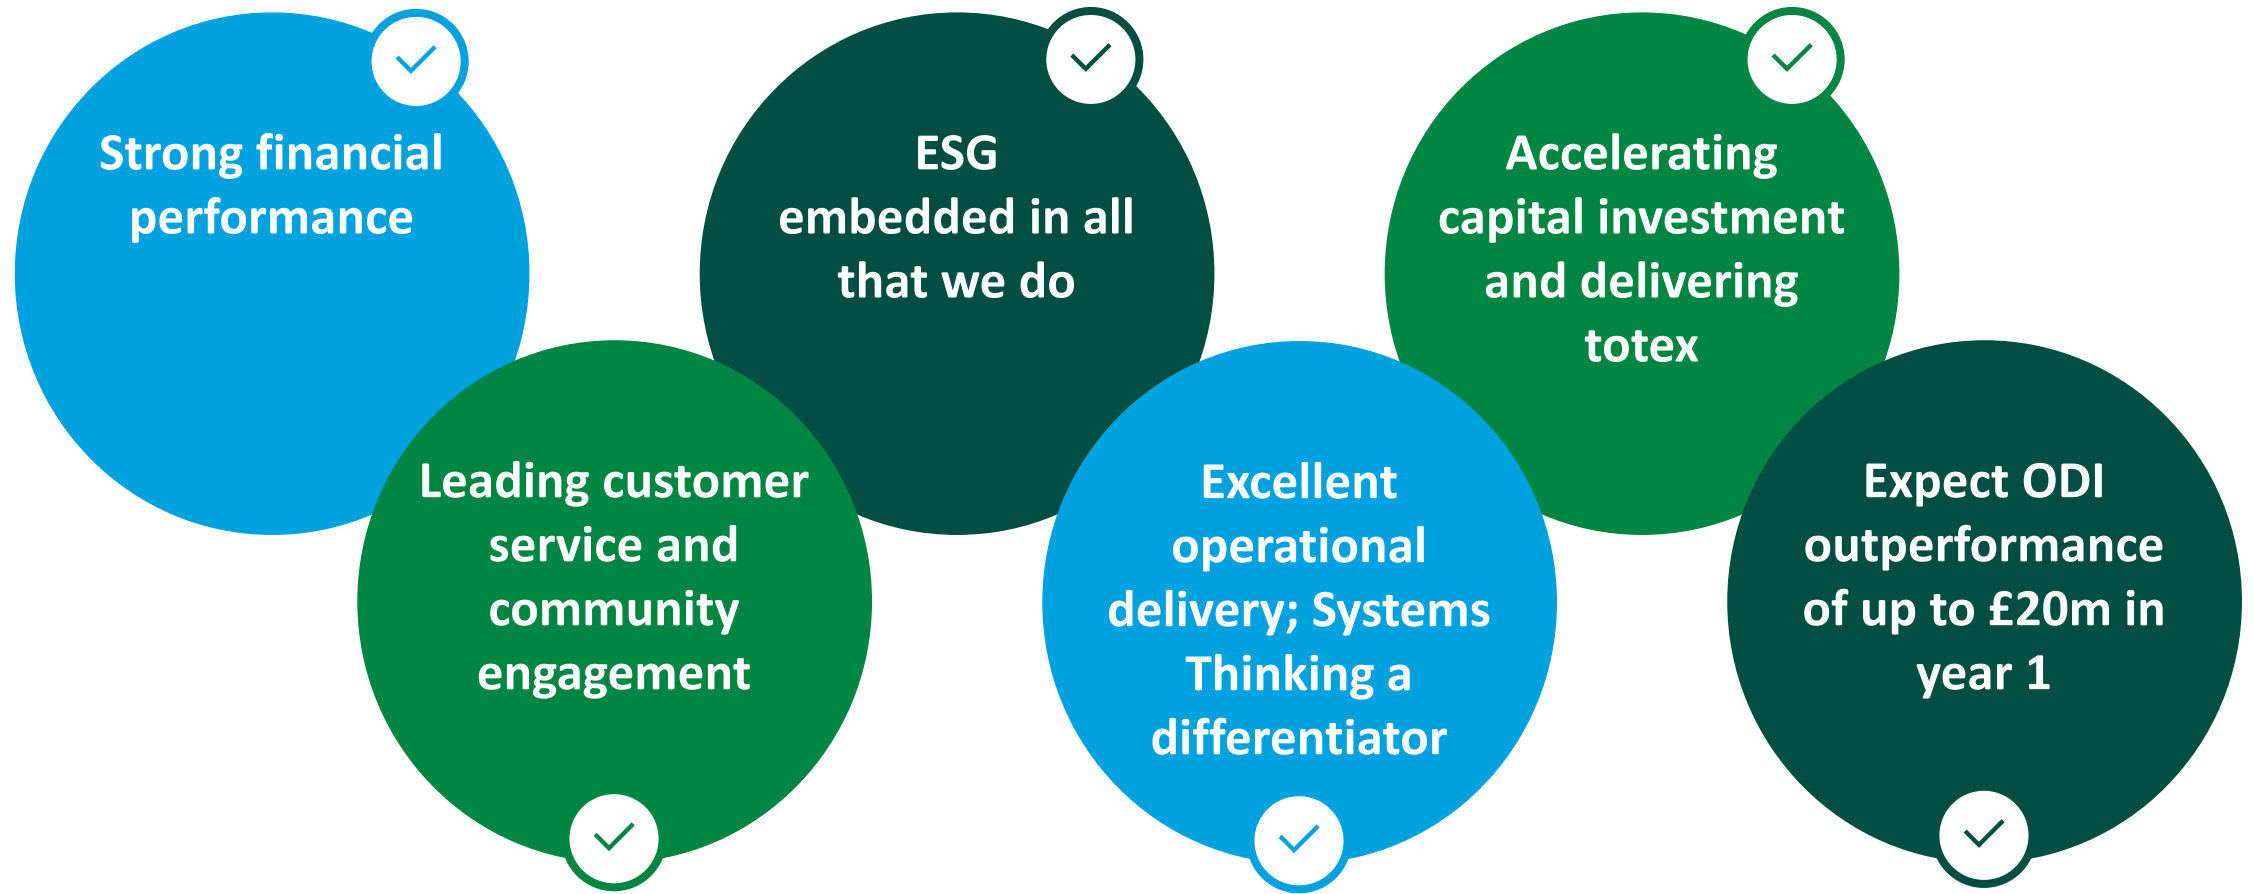 Strong financial
performance
Leading customer
service and
community
engagement
ESG
embedded in all
that we do
Excellent
operational
delivery; Systems
Thinking a
differentiator
Accelerating
capital investment
and delivering
totex
Expect ODI
outperformance
of up to £20m in
year 1